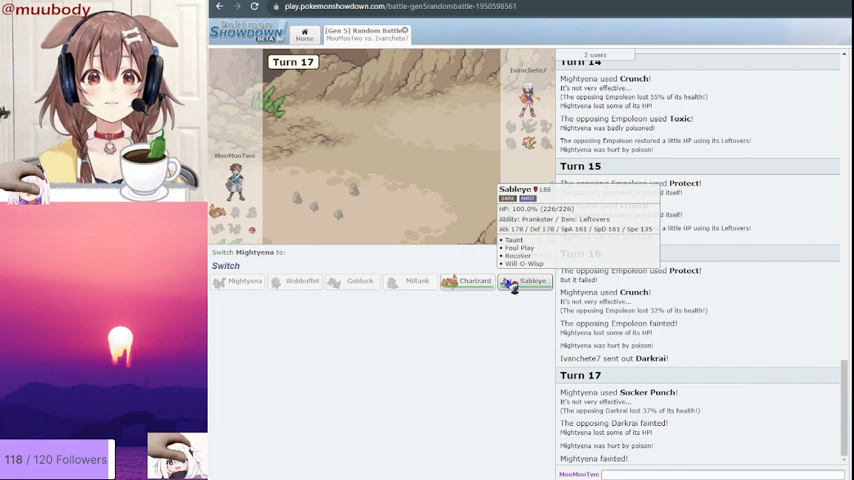 @muubody
play.pokemonshowdown.com/battle-gen5randombattle-1958598561
Pokémon
SHOWDOWN
BETA
Home
[Gen 5] Random Battle
MooMooTwo vs. Ivanchete7
2 users
Turn 17
Ivanchete7
MooMooTwo
Sableye L86
DARK GHOST
HP: 100.0% (226/226)
Ability: Prankster / Item: Leftovers
Atk 178 / Def 178 / SpA 161 / SpD 161 / Spe 135
• Taunt
• Foul Play
• Recover
• Will-O-Wisp
Switch Mightyena to:
Switch
Mightyena
Wobbuffet
Golduck
Miltank
Charizard
Sableye
Turn 14
Mightyena used Crunch!
It's not very effective...
(The opposing Empoleon lost 55% of its health!)
Mightyena lost some of its HP!
The opposing Empoleon used Toxic!
Mightyena was badly poisoned!
The opposing Empoleon restored a little HP using its Leftovers!
Mightyena was hurt by poison!
Turn 15
used Protect!
The opposing Empoleon used Protect!
But it failed!
Mightyena used Crunch!
It's not very effective...
(The opposing Empoleon lost 32% of its health!)
The opposing Empoleon fainted!
Mightyena lost some of its HP!
Mightyena was hurt by poison!
Ivanchete7 sent out Darkrai!
Turn 17
Mightyena used Sucker Punch!
It's not very effective...
(The opposing Darkrai lost 37% of its health!)
The opposing Darkrai fainted!
Mightyena lost some of its HP!
Mightyena was hurt by poison!
Mightyena fainted!
MooMooTwo
118 / 120 Followers